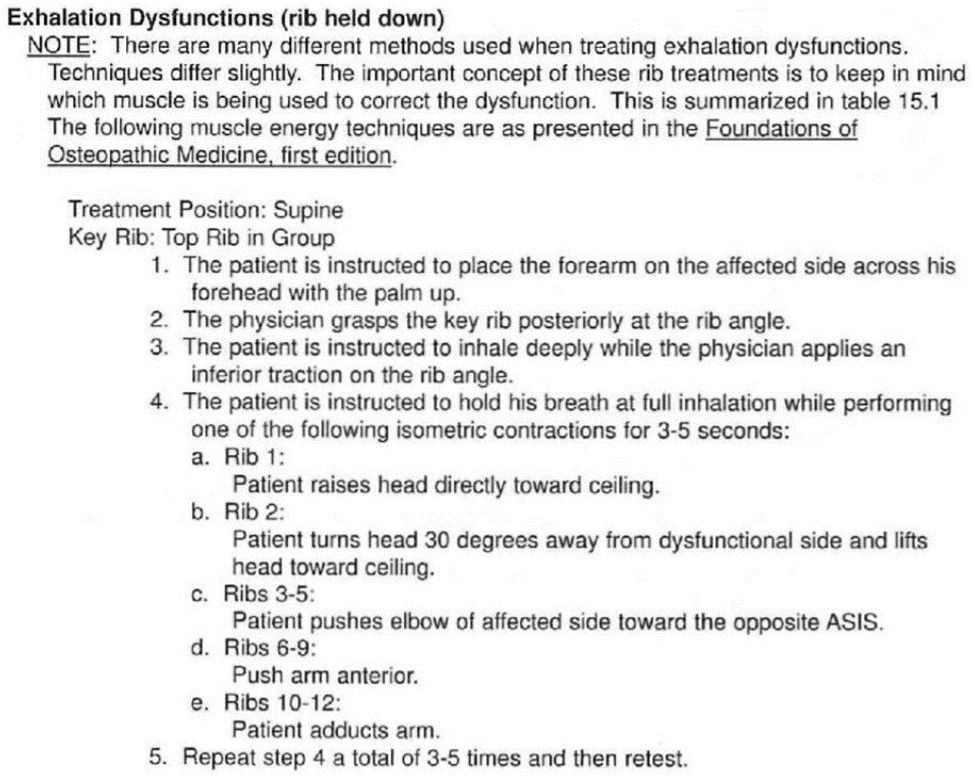 Exhalation Dysfunctions (rib held down)
NOTE: There are many different methods used when treating exhalation dysfunctions.
Techniques differ slightly. The important concept of these rib treatments is to keep in mind
which muscle is being used to correct the dysfunction. This is summarized in table 15.1
The following muscle energy techniques are as presented in the Foundations of
Osteopathic Medicine, first edition.
Treatment Position: Supine
Key Rib: Top Rib in Group
1. The patient is instructed to place the forearm on the affected side across his
forehead with the palm up.
2. The physician grasps the key rib posteriorly at the rib angle.
3. The patient is instructed to inhale deeply while the physician applies an
inferior traction on the rib angle.
4. The patient is instructed to hold his breath at full inhalation while performing
one of the following isometric contractions for 3-5 seconds:
a. Rib 1:
Patient raises head directly toward ceiling.
b. Rib 2:
Patient turns head 30 degrees away from dysfunctional side and lifts
head toward ceiling.
c. Ribs 3-5:
Patient pushes elbow of affected side toward the opposite ASIS.
d. Ribs 6-9:
Push arm anterior.
e. Ribs 10-12:
Patient adducts arm.
5. Repeat step 4 a total of 3-5 times and then retest.